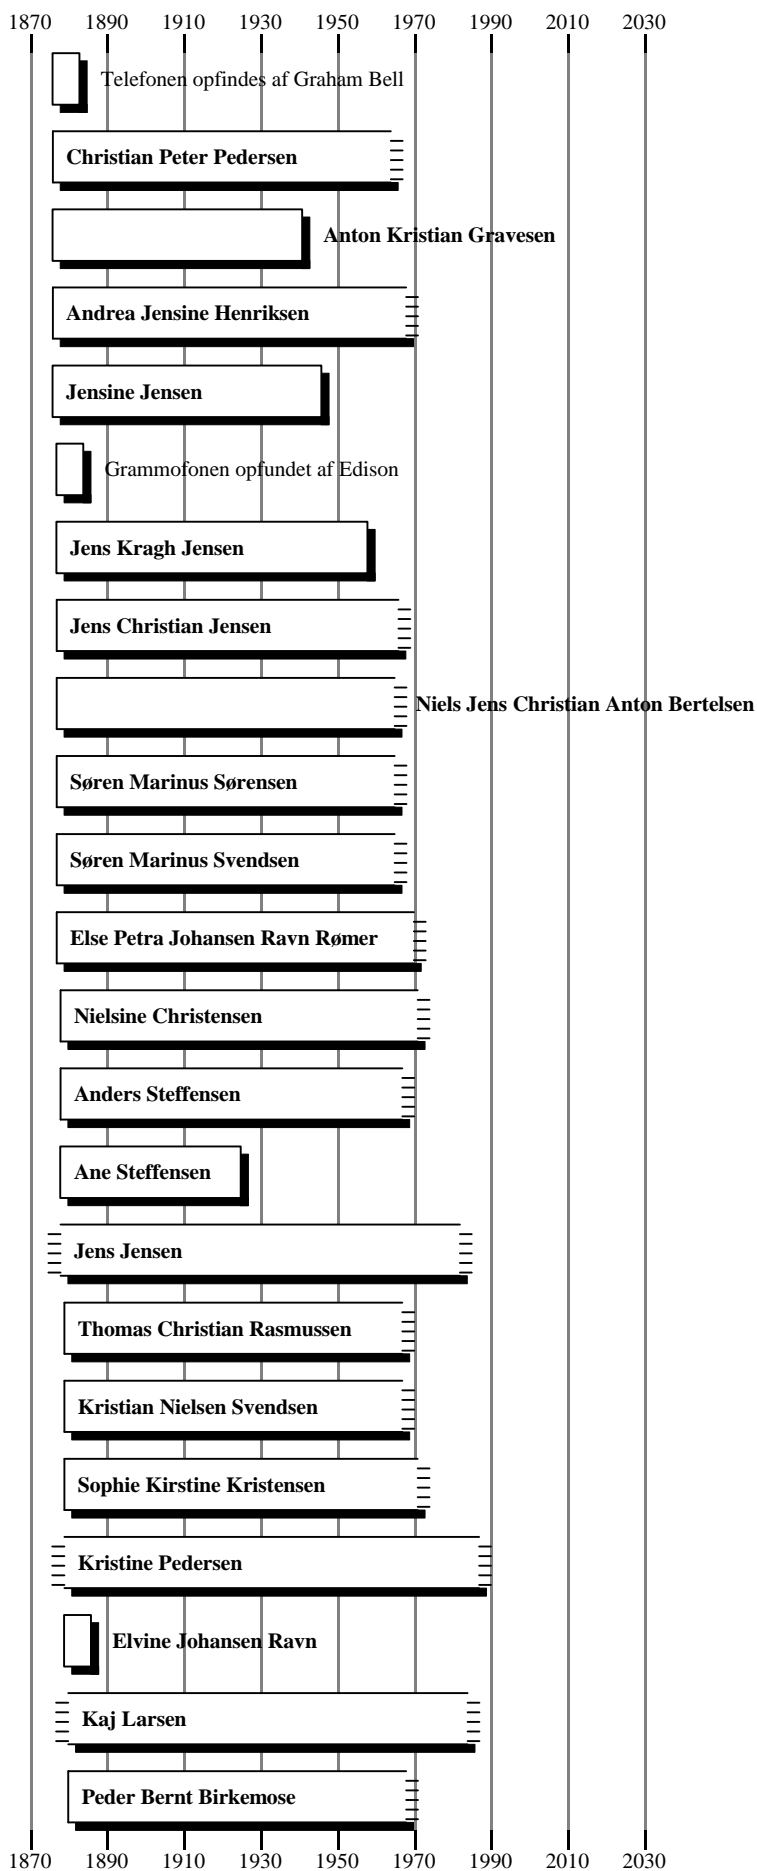 1870 1890 1910 1930 1950 1970 1990 2010 2030
Telefonen opfindes af Graham Bell
Christian Peter Pedersen
Anton Kristian Gravesen
Andrea Jensine Henriksen
Jensine Jensen
Grammofonen opfundet af Edison
Jens Kragh Jensen
Jens Christian Jensen
Niels Jens Christian Anton Bertelsen
Søren Marinus Sørensen
Søren Marinus Svendsen
Else Petra Johansen Ravn Rømer
Nielsine Christensen
Anders Steffensen
Ane Steffensen
Jens Jensen
Thomas Christian Rasmussen
Kristian Nielsen Svendsen
Sophie Kirstine Kristensen
Kristine Pedersen
Elvine Johansen Ravn
Kaj Larsen
Peder Bernt Birkemose
1870 1890 1910 1930 1950 1970 1990 2010 2030